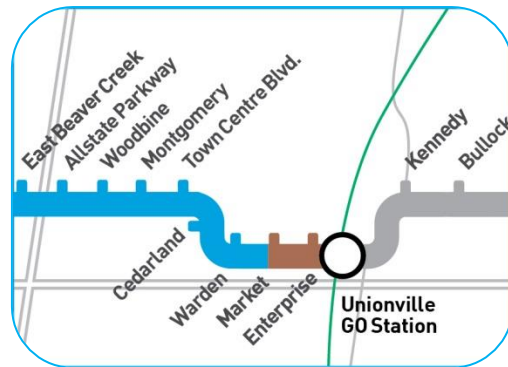 East Beaver Creek
Allstate Parkway
Woodbine
Montgomery
Town Centre Blvd.
Kennedy
Bullock
Cedarland
Warden
Market
Enterprise
Unionville
GO Station